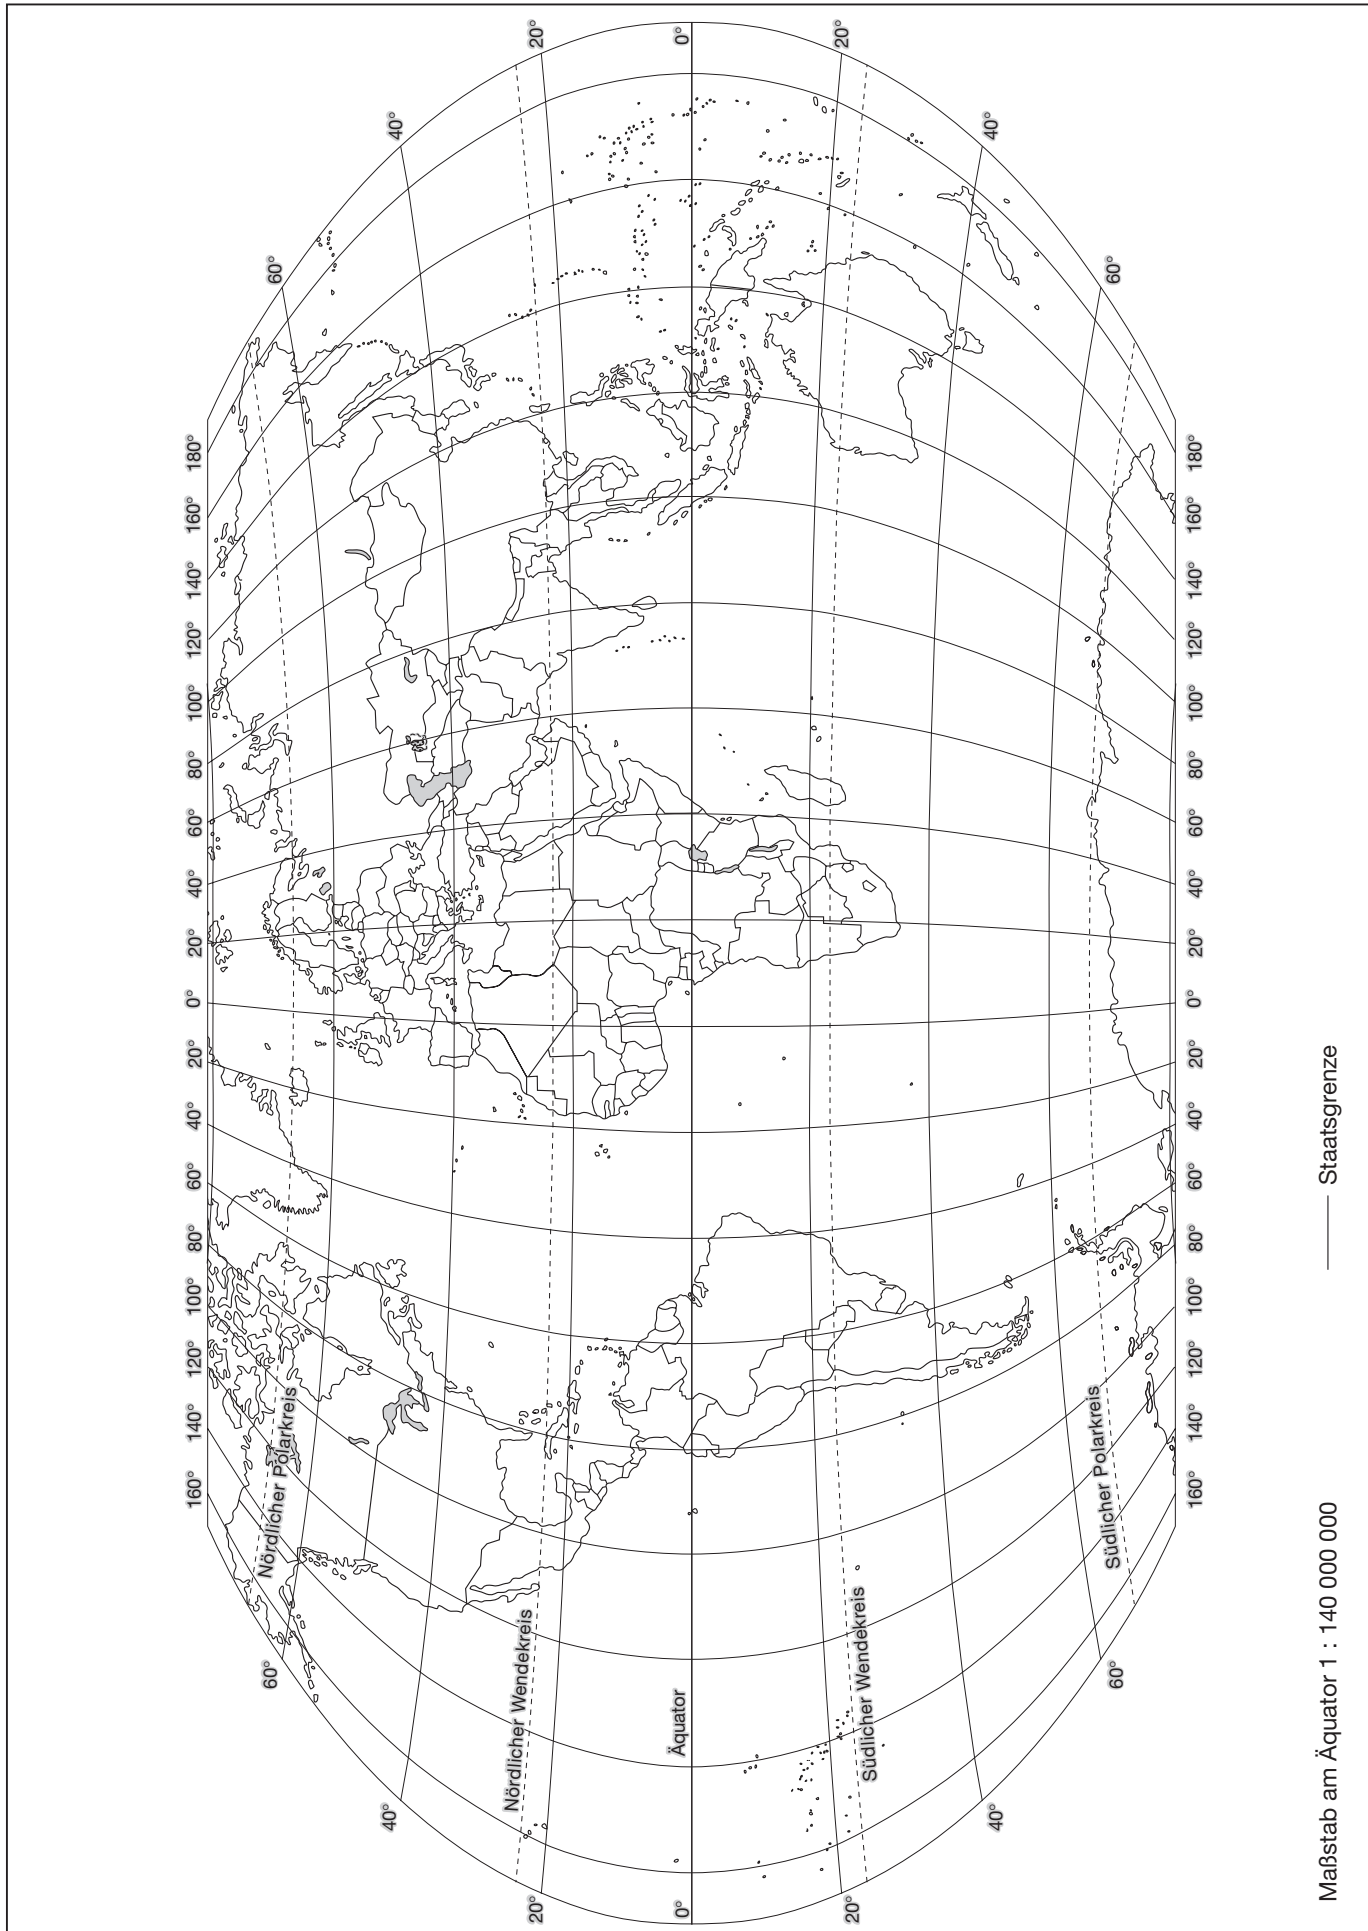 160° 140° 120° 100° 80° 60° 40° 20° 0° 20° 40° 60° 80° 100° 120° 140° 160° 180°
60° 60°
Nördlicher Polarkreis
40° 40°
Nördlicher Wendekreis
20° 20°
0° Äquator 0°
20° 20°
Südlicher Wendekreis
40° 40°
60° 60°
Südlicher Polarkreis
160° 140° 120° 100° 80° 60° 40° 20° 0° 20° 40° 60° 80° 100° 120° 140° 160° 180°
Maßstab am Äquator 1 : 140 000 000 Staatsgrenze